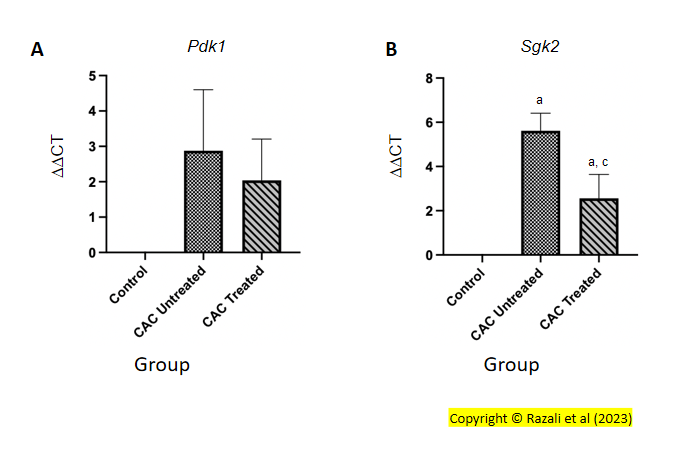 A
Pdk1
ΔΔCT
5
4
3
2
1
0
Control
CAC Untreated
CAC Treated
Group
B
Sgk2
ΔΔCT
8
6
4
2
0
a
a, c
Control
CAC Untreated
CAC Treated
Group
Copyright © Razali et al (2023)